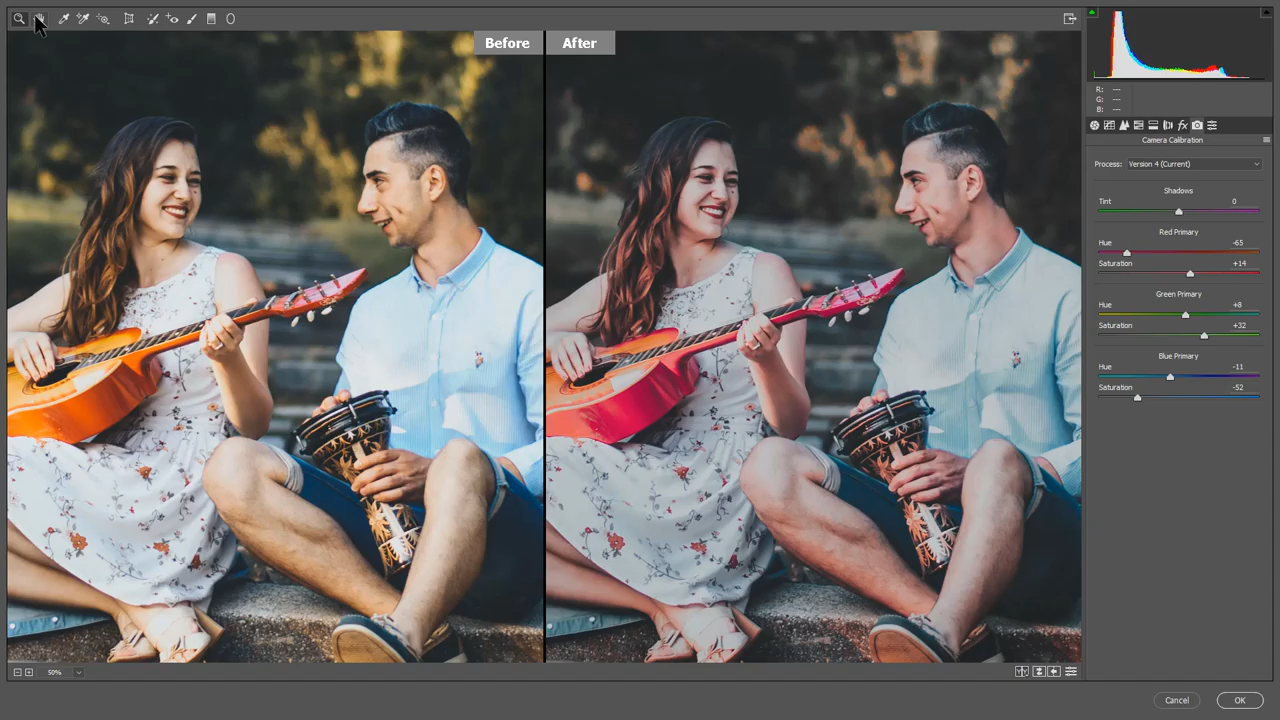 Before
After
R: ---
G: ---
B: ---
fx
Camera Calibration
Process: Version 4 (Current)
Shadows
Tint 0
Red Primary
Hue -65
Saturation +14
Green Primary
Hue +8
Saturation +32
Blue Primary
Hue -11
Saturation -52
50%
Y Y
Cancel
OK